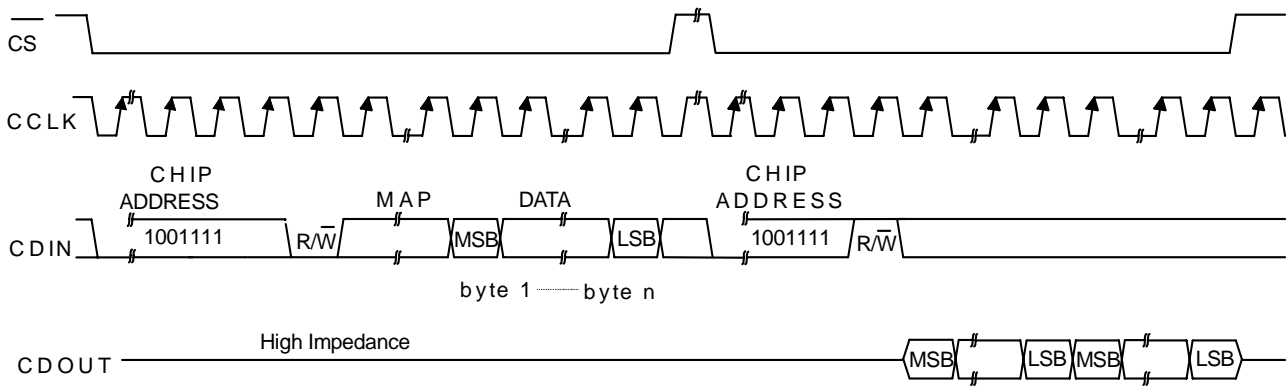 CS
CCLK
CHIP
ADDRESS
MAP
DATA
CHIP
ADDRESS
CDIN
1001111
R/W
MSB
LSB
1001111
R/W
byte 1 ........ byte n
High Impedance
CDOUT
MSB
LSB
MSB
LSB